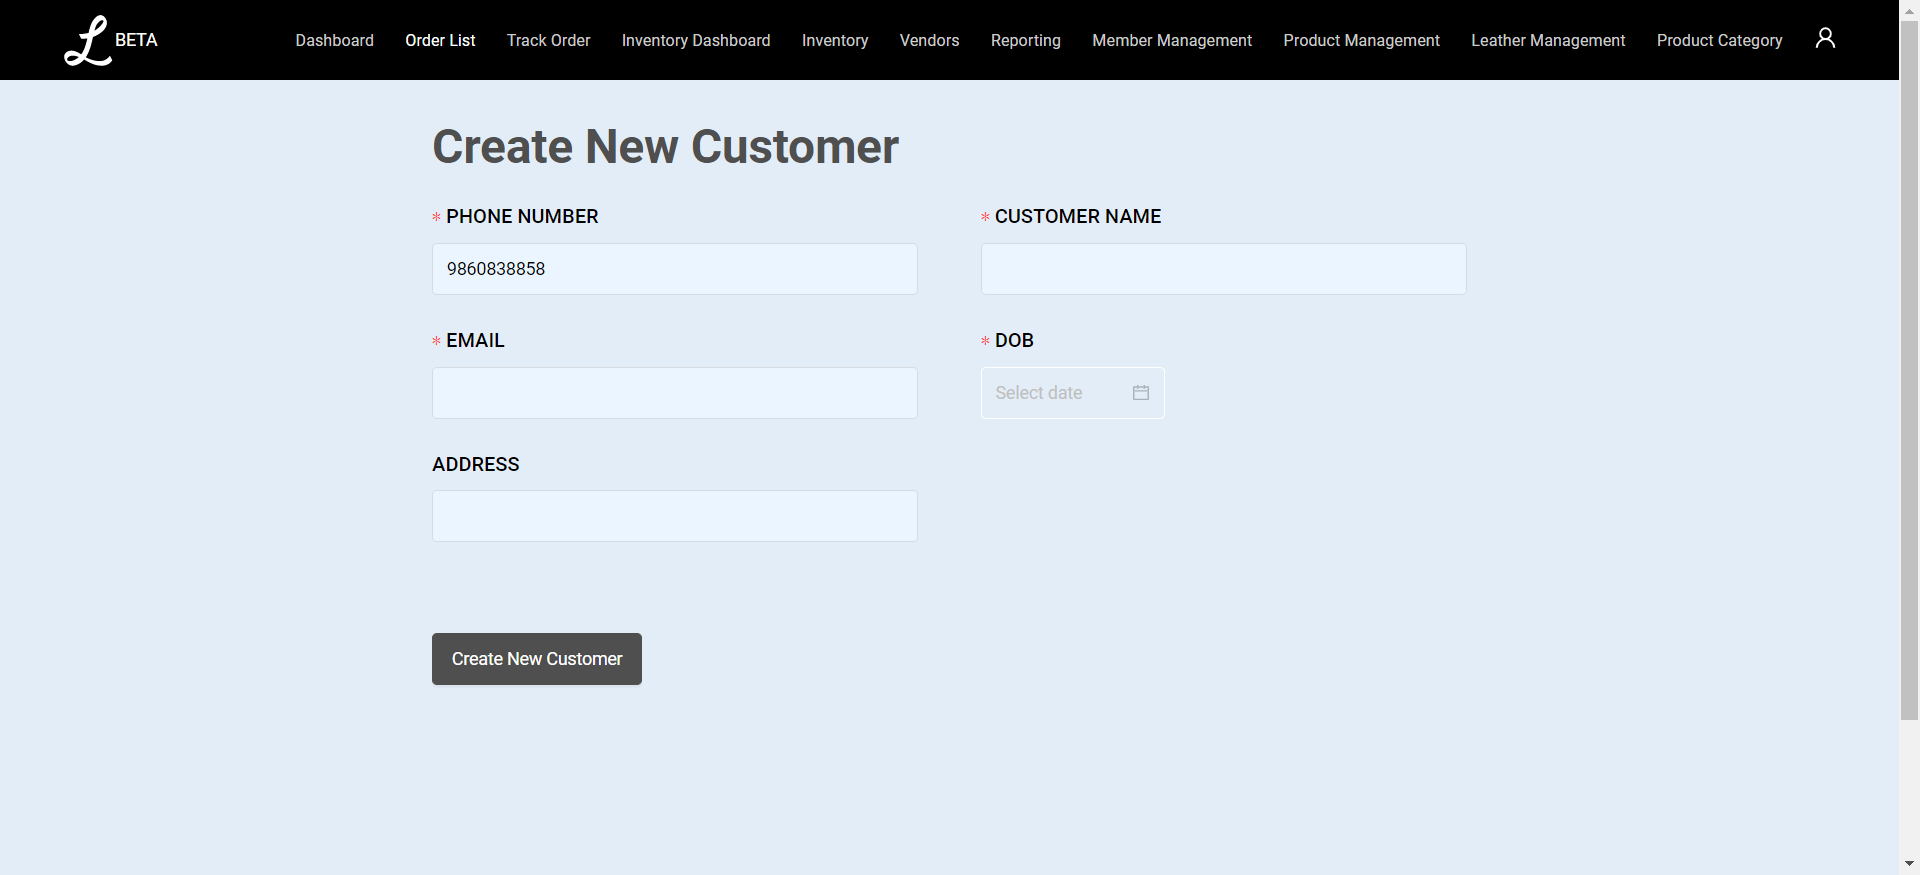 L BETA
Dashboard Order List Track Order Inventory Dashboard Inventory Vendors Reporting Member Management Product Management Leather Management Product Category
Create New Customer
* PHONE NUMBER
9860838858
* CUSTOMER NAME
* EMAIL
* DOB
Select date
ADDRESS
Create New Customer